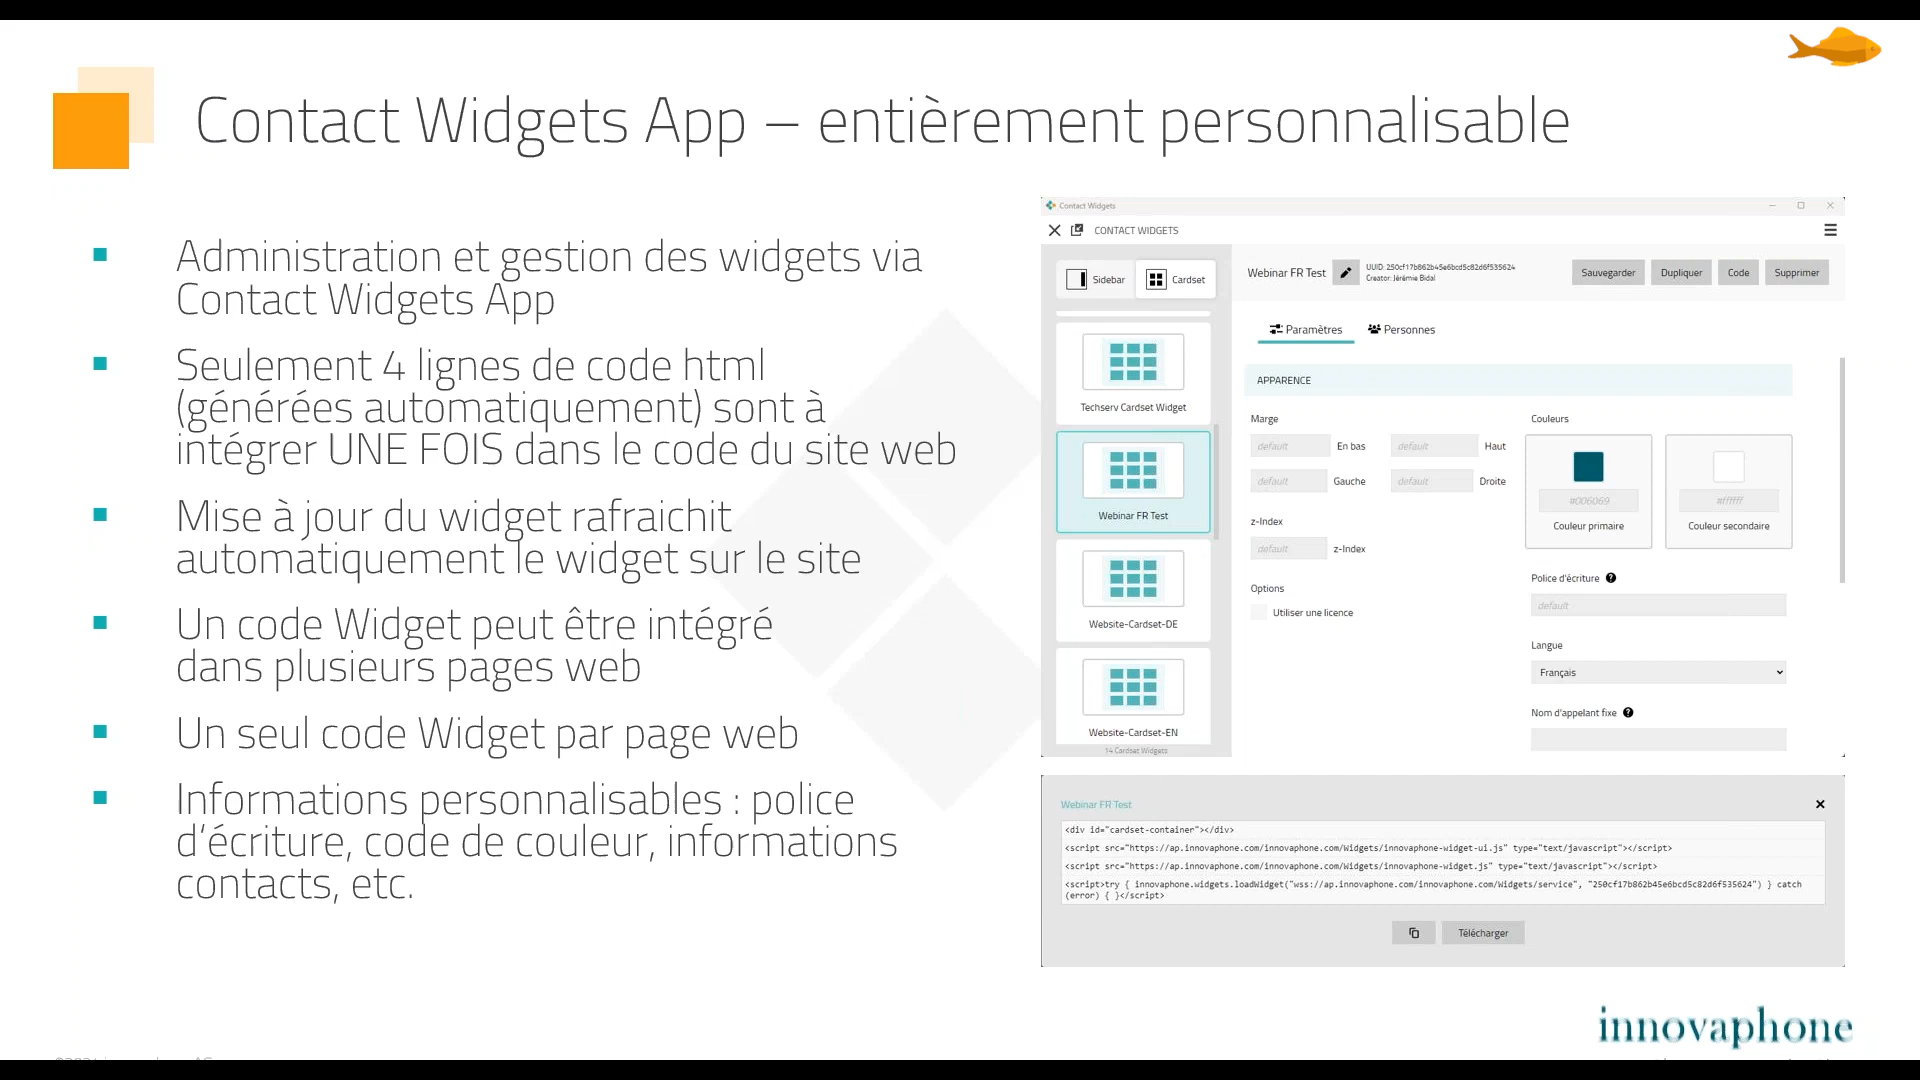 Contact Widgets App – entièrement personnalisable
Administration et gestion des widgets via
Contact Widgets App
Seulement 4 lignes de code html
(générées automatiquement) sont à
intégrer UNE FOIS dans le code du site web
Mise à jour du widget rafraichit
automatiquement le widget sur le site
Un code Widget peut être intégré
dans plusieurs pages web
Un seul code Widget par page web
Informations personnalisables : police
d‘écriture, code de couleur, informations
contacts, etc.
Contact Widgets
CONTACT WIDGETS
Sidebar
Cardset
Techserv Cardset Widget
Webinar FR Test
Website-Cardset-DE
Website-Cardset-EN
14 Cardset Widgets
Webinar FR Test
UUID: 250cf17b862b45e6bcd5c82d6f535624
Creator: Jérémie Bidal
Sauvegarder
Dupliquer
Code
Supprimer
Paramètres
Personnes
APPARENCE
Marge
default En bas default Haut
default Gauche default Droite
z-Index
default z-Index
Options
Utiliser une licence
Couleurs
#006069
Couleur primaire
#ffffff
Couleur secondaire
Police d'écriture
default
Langue
Français
Nom d'appelant fixe
Webinar FR Test
<div id="cardset-container"></div>
<script src="https://ap.innovaphone.com/innovaphone.com/Widgets/innovaphone-widget-ui.js" type="text/javascript"></script>
<script src="https://ap.innovaphone.com/innovaphone.com/Widgets/innovaphone-widget.js" type="text/javascript"></script>
<script>try { innovaphone.widgets.loadWidget("wss://ap.innovaphone.com/innovaphone.com/Widgets/service", "250cf17b862b45e6bcd5c82d6f535624") } catch
(error) { }</script>
Télécharger
innovaphone